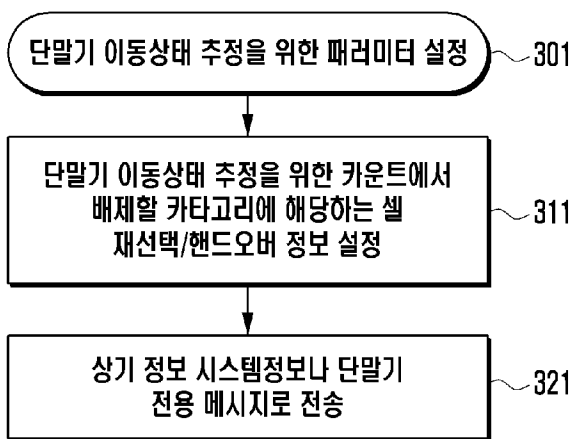 단말기 이동상태 추정을 위한 패러미터 설정
301
단말기 이동상태 추정을 위한 카운트에서
배제할 카타고리에 해당하는 셀
재선택/핸드오버 정보 설정
311
상기 정보 시스템정보나 단말기
전용 메시지로 전송
321